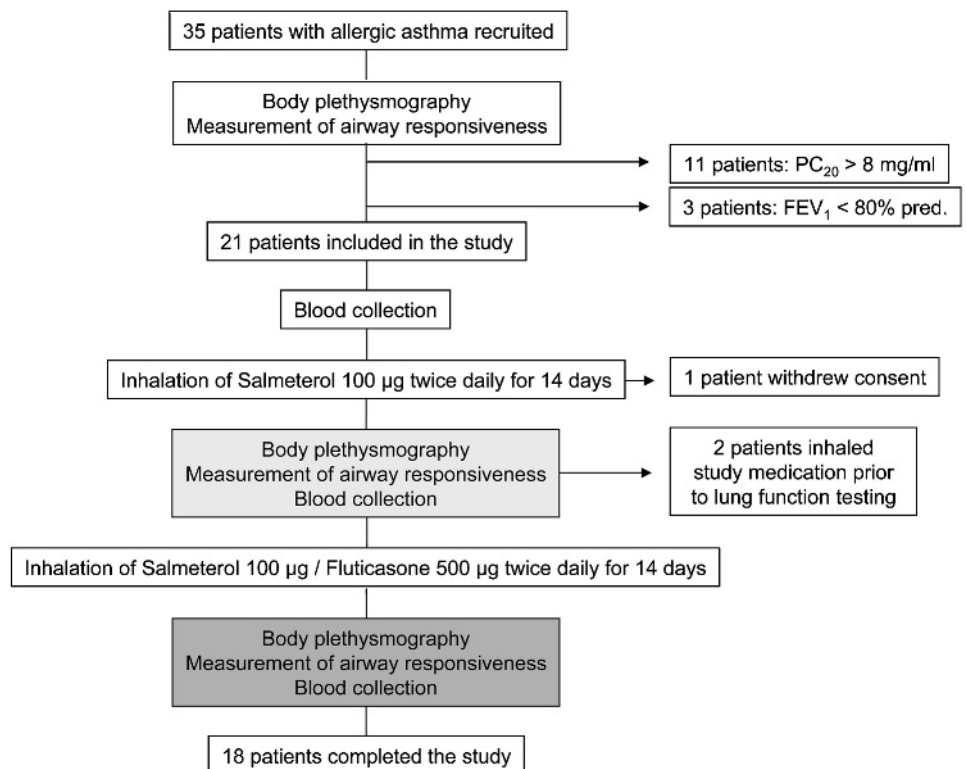 35 patients with allergic asthma recruited
Body plethysmography
Measurement of airway responsiveness
11 patients: PC₂₀ > 8 mg/ml
3 patients: FEV₁ < 80% pred.
21 patients included in the study
Blood collection
Inhalation of Salmeterol 100 µg twice daily for 14 days
1 patient withdrew consent
Body plethysmography
Measurement of airway responsiveness
Blood collection
2 patients inhaled
study medication prior
to lung function testing
Inhalation of Salmeterol 100 µg / Fluticasone 500 µg twice daily for 14 days
Body plethysmography
Measurement of airway responsiveness
Blood collection
18 patients completed the study